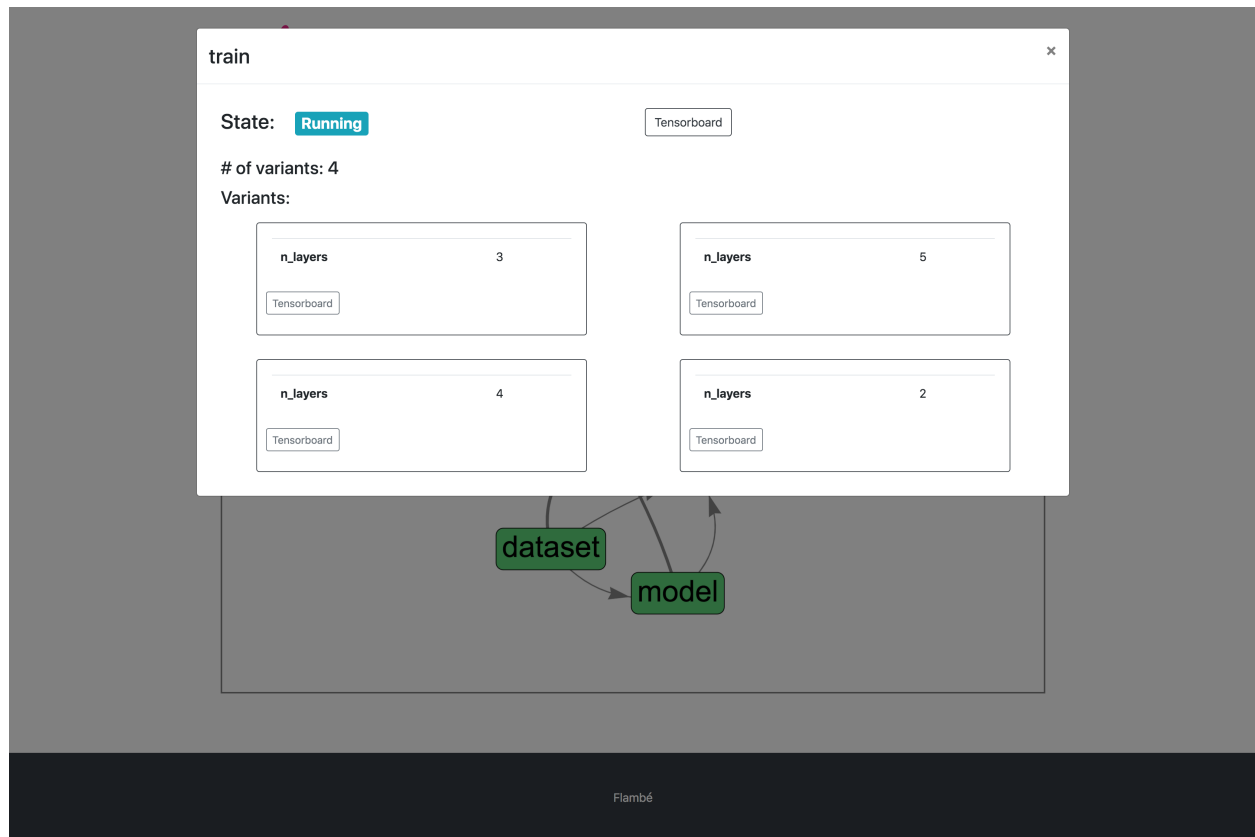 train ×
State: Running Tensorboard
# of variants: 4
Variants:
n_layers 3
Tensorboard
n_layers 5
Tensorboard
n_layers 4
Tensorboard
n_layers 2
Tensorboard
dataset
model
Flambé